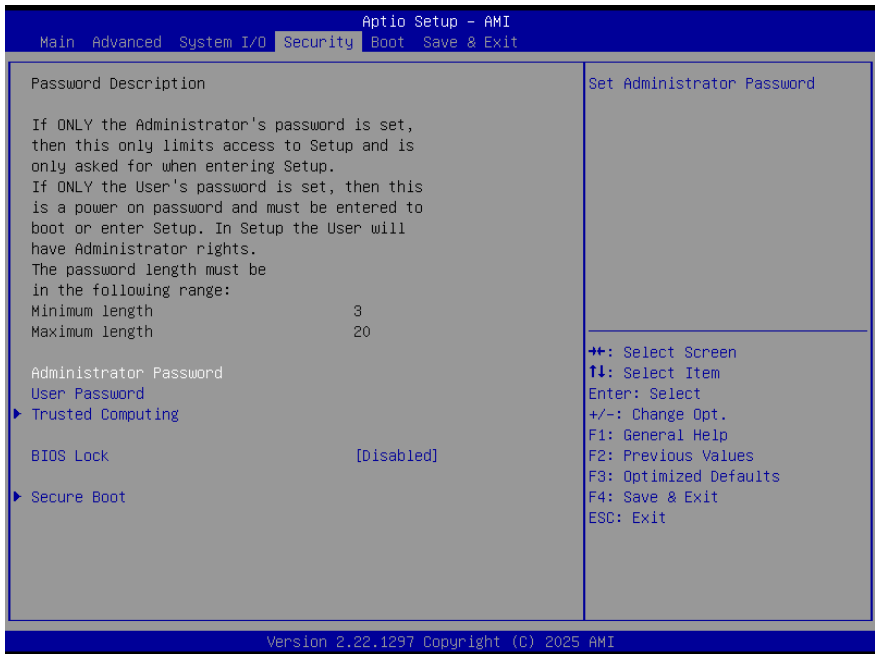 Aptio Setup – AMI
Main Advanced System I/O Security Boot Save & Exit
Password Description
If ONLY the Administrator's password is set,
then this only limits access to Setup and is
only asked for when entering Setup.
If ONLY the User's password is set, then this
is a power on password and must be entered to
boot or enter Setup. In Setup the User will
have Administrator rights.
The password length must be
in the following range:
Minimum length 3
Maximum length 20
Administrator Password
User Password
Trusted Computing
BIOS Lock [Disabled]
Secure Boot
Set Administrator Password
→←: Select Screen
↑↓: Select Item
Enter: Select
+/-: Change Opt.
F1: General Help
F2: Previous Values
F3: Optimized Defaults
F4: Save & Exit
ESC: Exit
Version 2.22.1297 Copyright (C) 2025 AMI